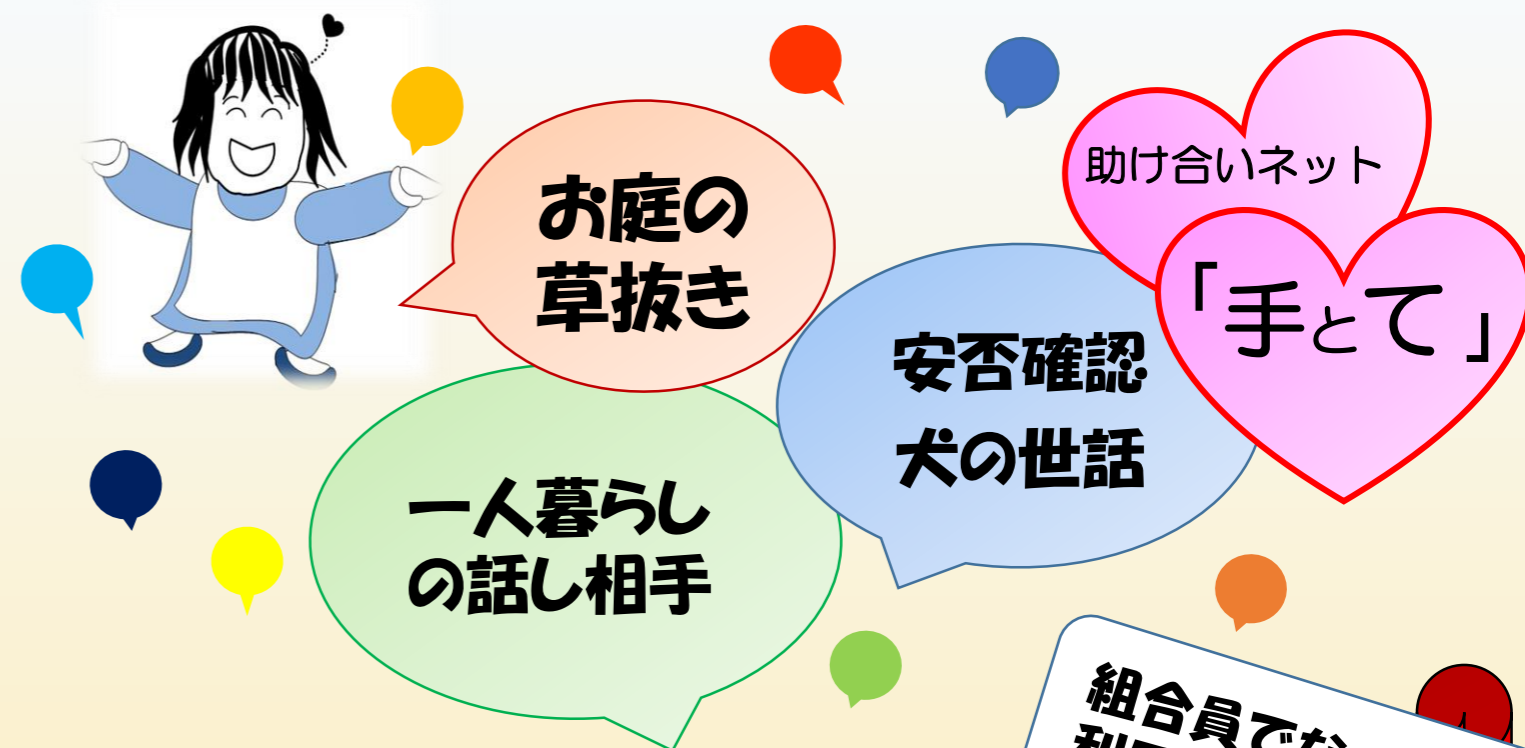 お庭の
草抜き
助け合いネット
「手とて」
安否確認
犬の世話
一人暮らし
の話し相手
組合員でな